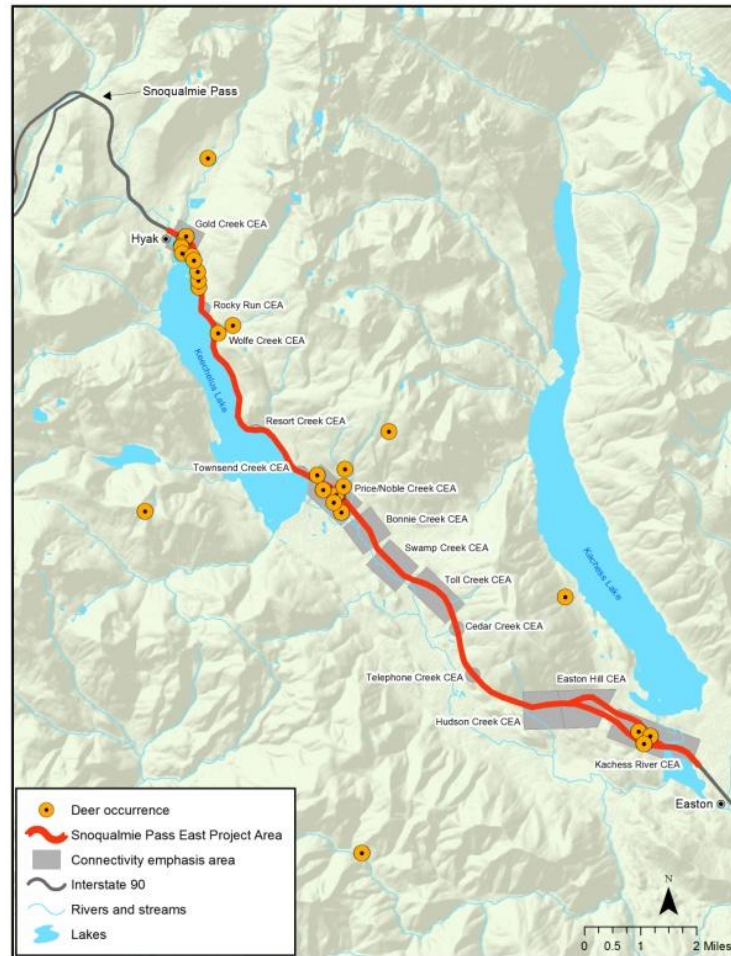 Snoqualmie Pass
Gold Creek CEA
Hyak
Rocky Run CEA
Wolfe Creek CEA
Keechelus Lake
Resort Creek CEA
Townsend Creek CEA
Price/Noble Creek CEA
Bonnie Creek CEA
Swamp Creek CEA
Toll Creek CEA
Kachess Lake
Cedar Creek CEA
Telephone Creek CEA
Easton Hill CEA
Hudson Creek CEA
Kachess River CEA
Easton
Deer occurrence
Snoqualmie Pass East Project Area
Connectivity emphasis area
Interstate 90
Rivers and streams
Lakes
N
0 0.5 1 2 Miles